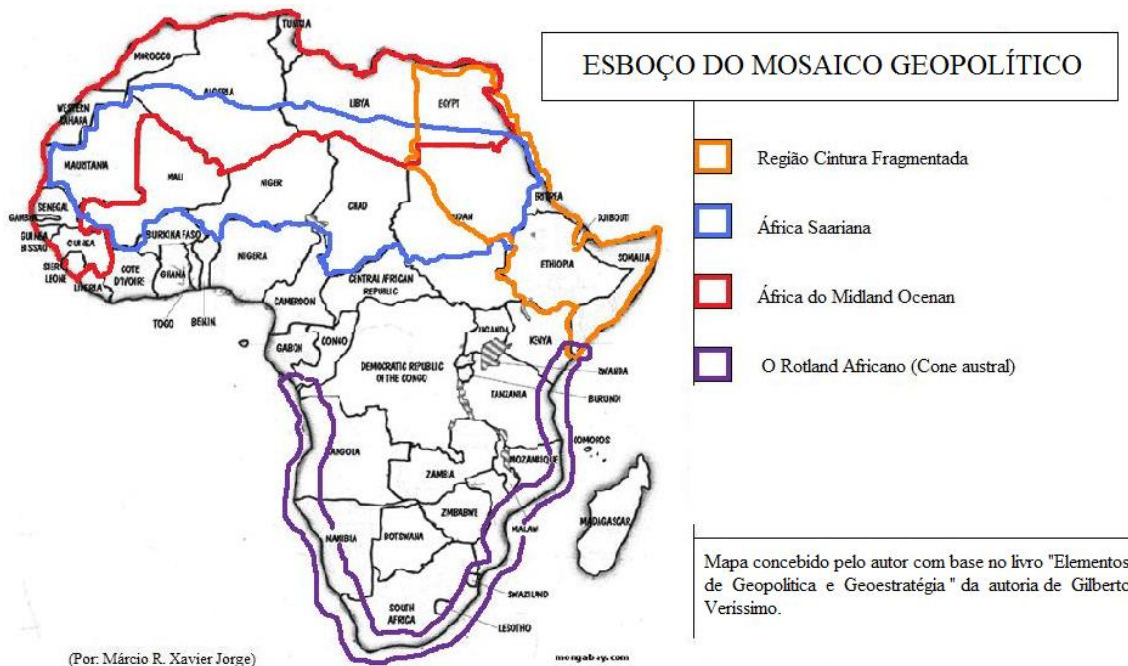 ESBOÇO DO MOSAICO GEOPOLÍTICO
Região Cintura Fragmentada
África Saariana
África do Midland Ocenan
O Rotland Africano (Cone austral)
Mapa concebido pelo autor com base no livro "Elementos
de Geopolítica e Geoestratégia " da autoria de Gilberto
Verissimo.
TUNISIA
MOROCCO
ALGERIA
LIBYA
EGYPT
WESTERN
SAHARA
MAURITANIA
MALI
NIGER
CHAD
SUDAN
ERITREA
SENEGAL
GAMBIA
GUINEA
BISSAU
GUINEA
SIERRA
LEONE
LIBERIA
COTE
D'IVOIRE
BURKINA FASO
GHANA
TOGO
BENIN
NIGERIA
CAMEROON
CENTRAL AFRICAN
REPUBLIC
DJIBOUTI
ETHIOPIA
SOMALIA
GABON
CONGO
DEMOCRATIC REPUBLIC
OF THE CONGO
UGANDA
KENYA
RWANDA
BURUNDI
TANZANIA
COMOROS
ANGOLA
ZAMBIA
MOZAMBIQUE
MALAWI
ZIMBABWE
MADAGASCAR
NAMIBIA
BOTSWANA
SWAZILAND
SOUTH
AFRICA
LESOTHO
(Por: Márcio R. Xavier Jorge)
mongabay.com